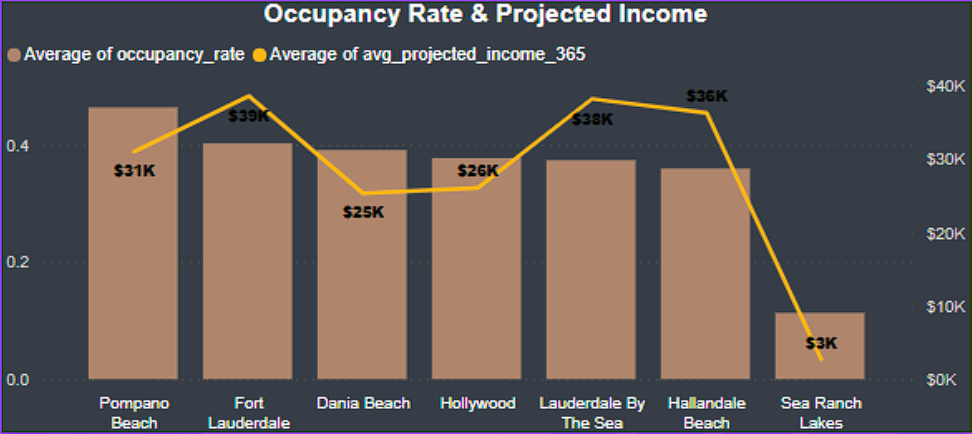 Occupancy Rate & Projected Income
Average of occupancy_rate Average of avg_projected_income_365
$40K
$36K
$39K
$38K
0.4
$30K
$31K
$26K
$25K
$20K
0.2
$10K
$3K
0.0
$0K
Pompano Beach
Fort Lauderdale
Dania Beach
Hollywood
Lauderdale By The Sea
Hallandale Beach
Sea Ranch Lakes